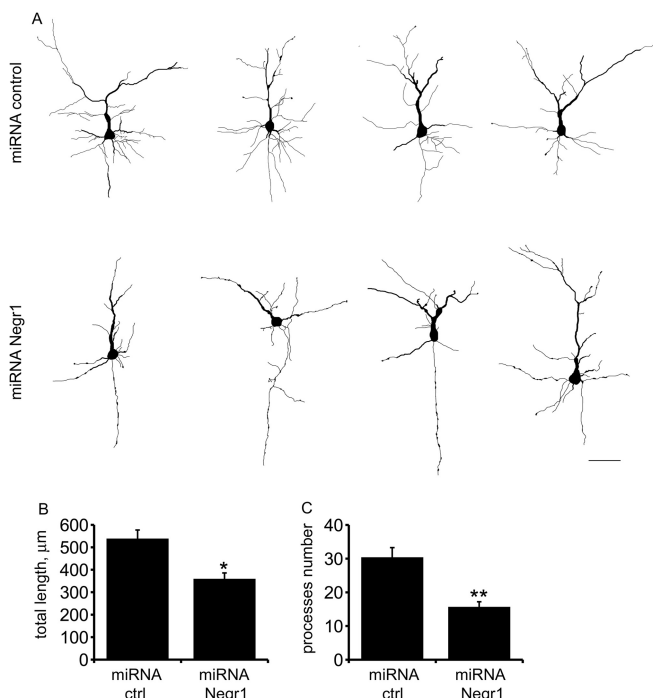 A
miRNA control
miRNA Negr1
B
total length, µm
600
500
400
300
200
100
0
*
miRNA ctrl
miRNA Negr1
C
processes number
40
30
20
10
0
**
miRNA ctrl
miRNA Negr1